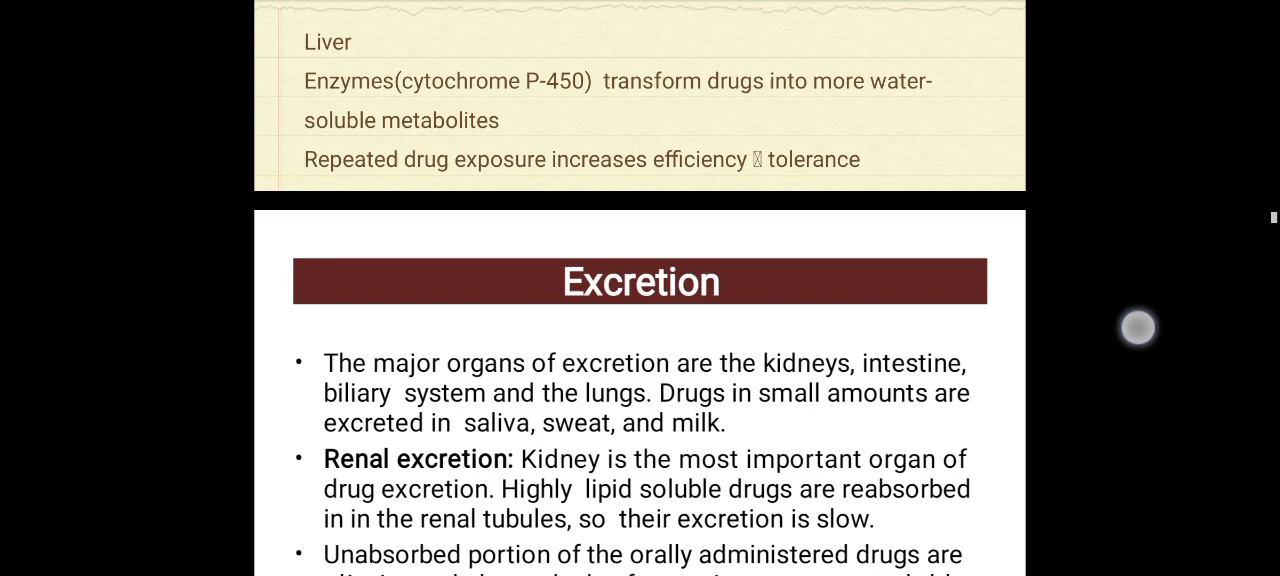 Liver
Enzymes(cytochrome P-450) transform drugs into more water-
soluble metabolites
Repeated drug exposure increases efficiency tolerance
Excretion
• The major organs of excretion are the kidneys, intestine,
biliary system and the lungs. Drugs in small amounts are
excreted in saliva, sweat, and milk.
• Renal excretion: Kidney is the most important organ of
drug excretion. Highly lipid soluble drugs are reabsorbed
in in the renal tubules, so their excretion is slow.
• Unabsorbed portion of the orally administered drugs are